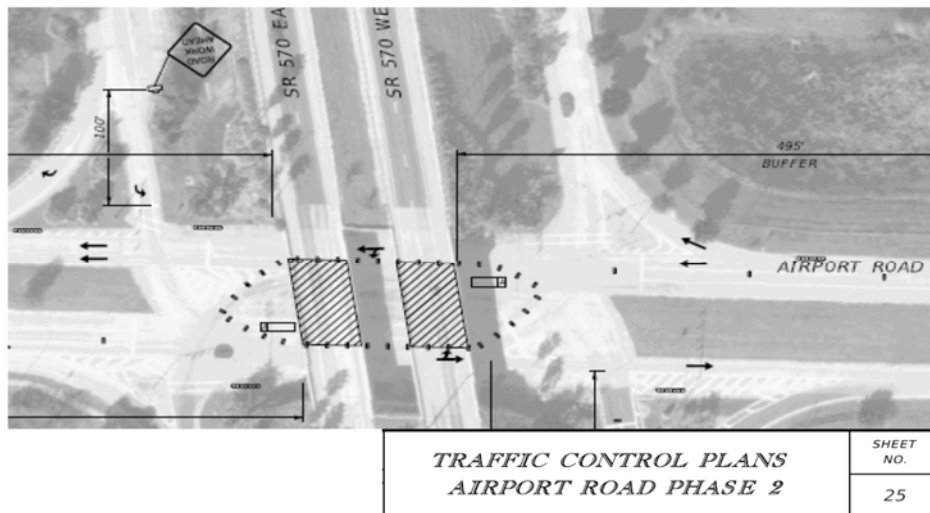 ROAD
WORK
AHEAD
SR 570 EA
SR 570 WE
100'
495'
BUFFER
AIRPORT ROAD
TRAFFIC CONTROL PLANS
AIRPORT ROAD PHASE 2
SHEET
NO.
25